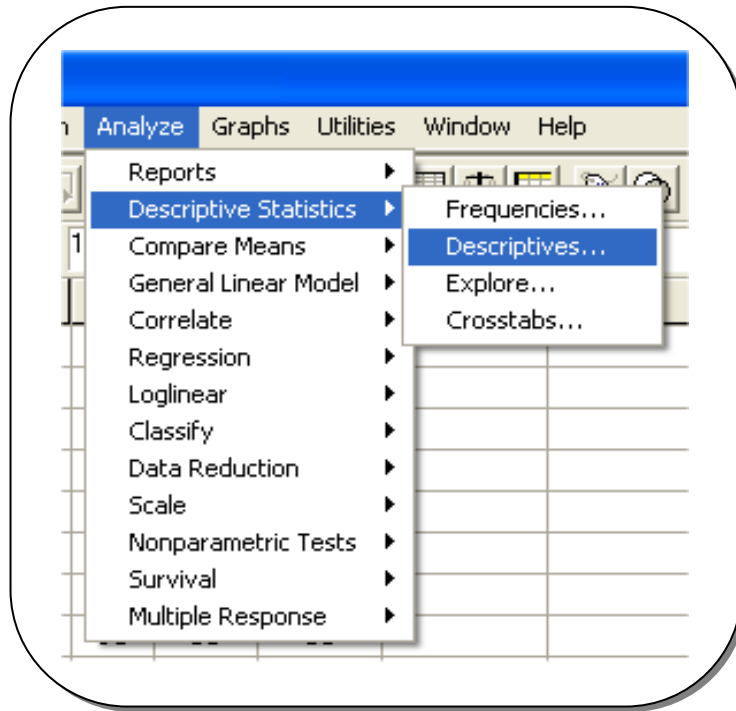 Analyze Graphs Utilities Window Help
Reports
Descriptive Statistics
Compare Means
General Linear Model
Correlate
Regression
Loglinear
Classify
Data Reduction
Scale
Nonparametric Tests
Survival
Multiple Response
Frequencies...
Descriptives...
Explore...
Crosstabs...
1